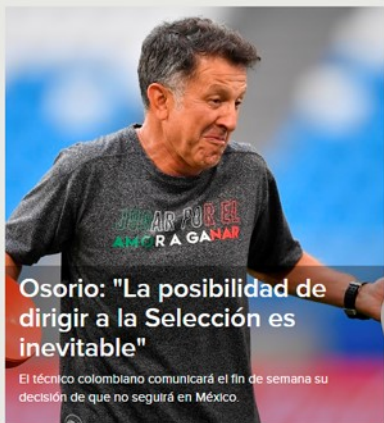 JUGAR POR EL
AMOR A GANAR
Osorio: "La posibilidad de
dirigir a la Selección es
inevitable"
El técnico colombiano comunicará el fin de semana su
decisión de que no seguirá en México.